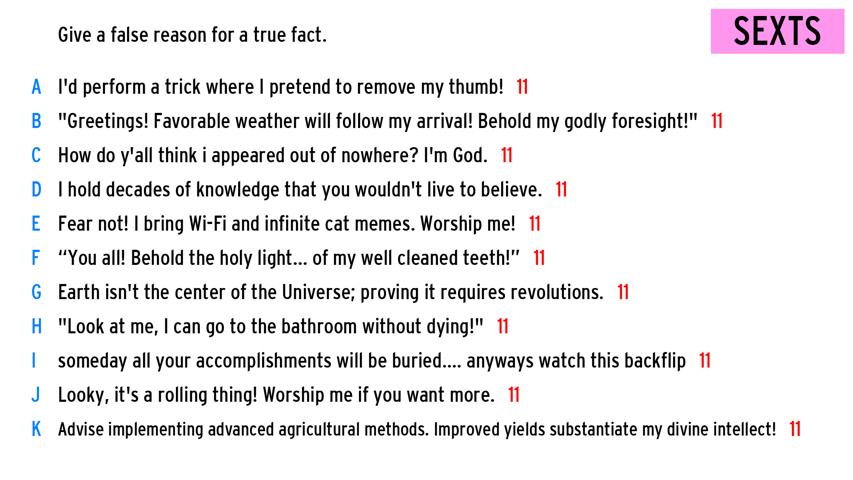 Give a false reason for a true fact.
SEXTS
A I'd perform a trick where I pretend to remove my thumb! 11
B "Greetings! Favorable weather will follow my arrival! Behold my godly foresight!" 11
C How do y'all think i appeared out of nowhere? I'm God. 11
D I hold decades of knowledge that you wouldn't live to believe. 11
E Fear not! I bring Wi-Fi and infinite cat memes. Worship me! 11
F “You all! Behold the holy light... of my well cleaned teeth!” 11
G Earth isn't the center of the Universe; proving it requires revolutions. 11
H "Look at me, I can go to the bathroom without dying!" 11
I someday all your accomplishments will be buried.... anyways watch this backflip 11
J Looky, it's a rolling thing! Worship me if you want more. 11
K Advise implementing advanced agricultural methods. Improved yields substantiate my divine intellect! 11